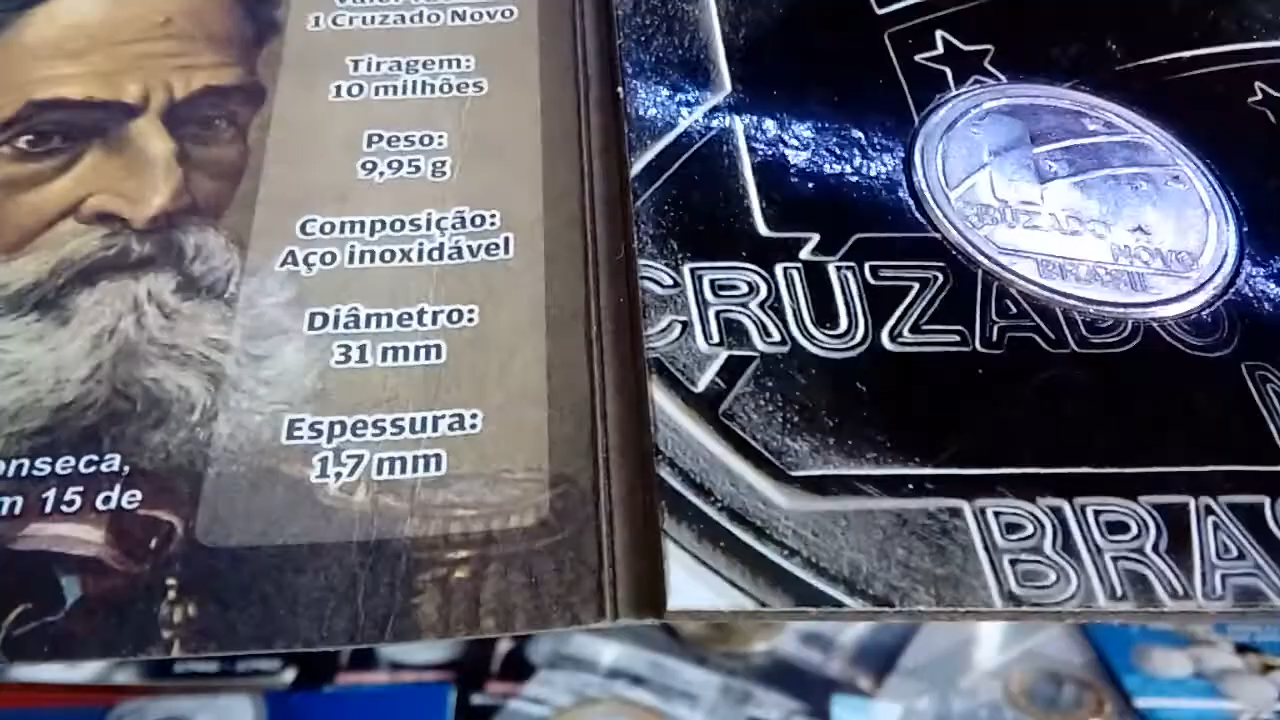 1 Cruzado Novo
Tiragem:
10 milhões
Peso:
9,95 g
Composição:
Aço inoxidável
Diâmetro:
31 mm
Espessura:
1,7 mm
onseca,
m 15 de
CRUZADO
NOVO
BRASIL
CRUZADO
N
BRAS